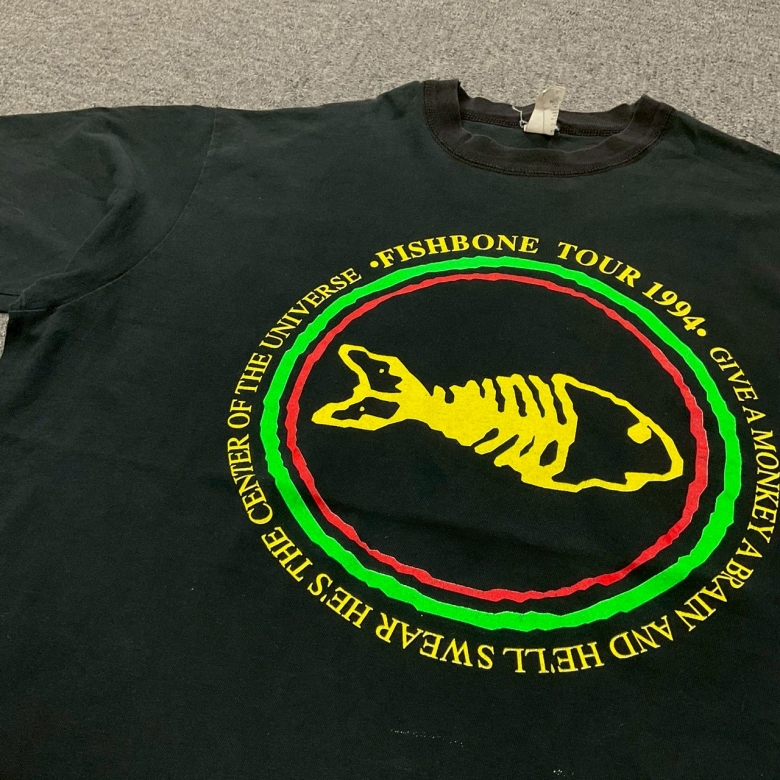 •FISHBONE TOUR 1994•
GIVE A MONKEY A BRAIN AND HE'LL SWEAR HE'S THE CENTER OF THE UNIVERSE